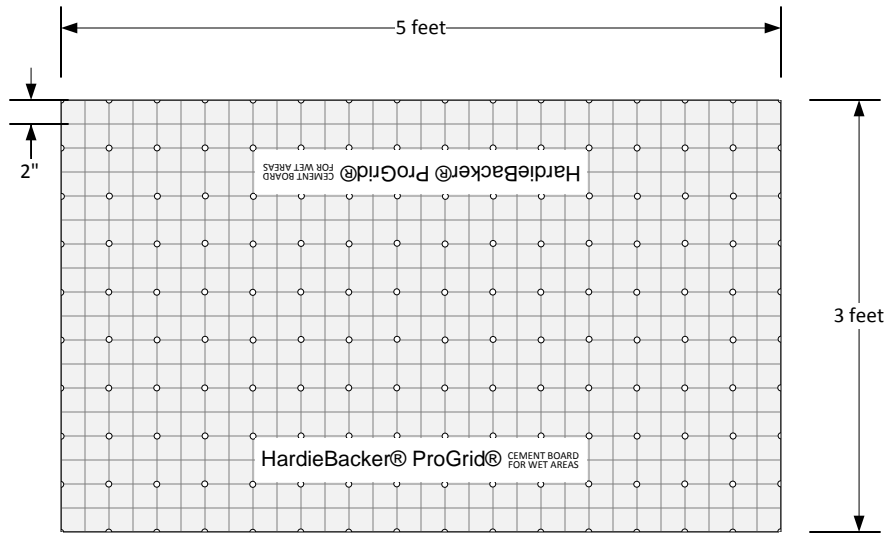 5 feet
2"
HardieBacker® ProGrid® CEMENT BOARD
FOR WET AREAS
3 feet
HardieBacker® ProGrid® CEMENT BOARD
FOR WET AREAS